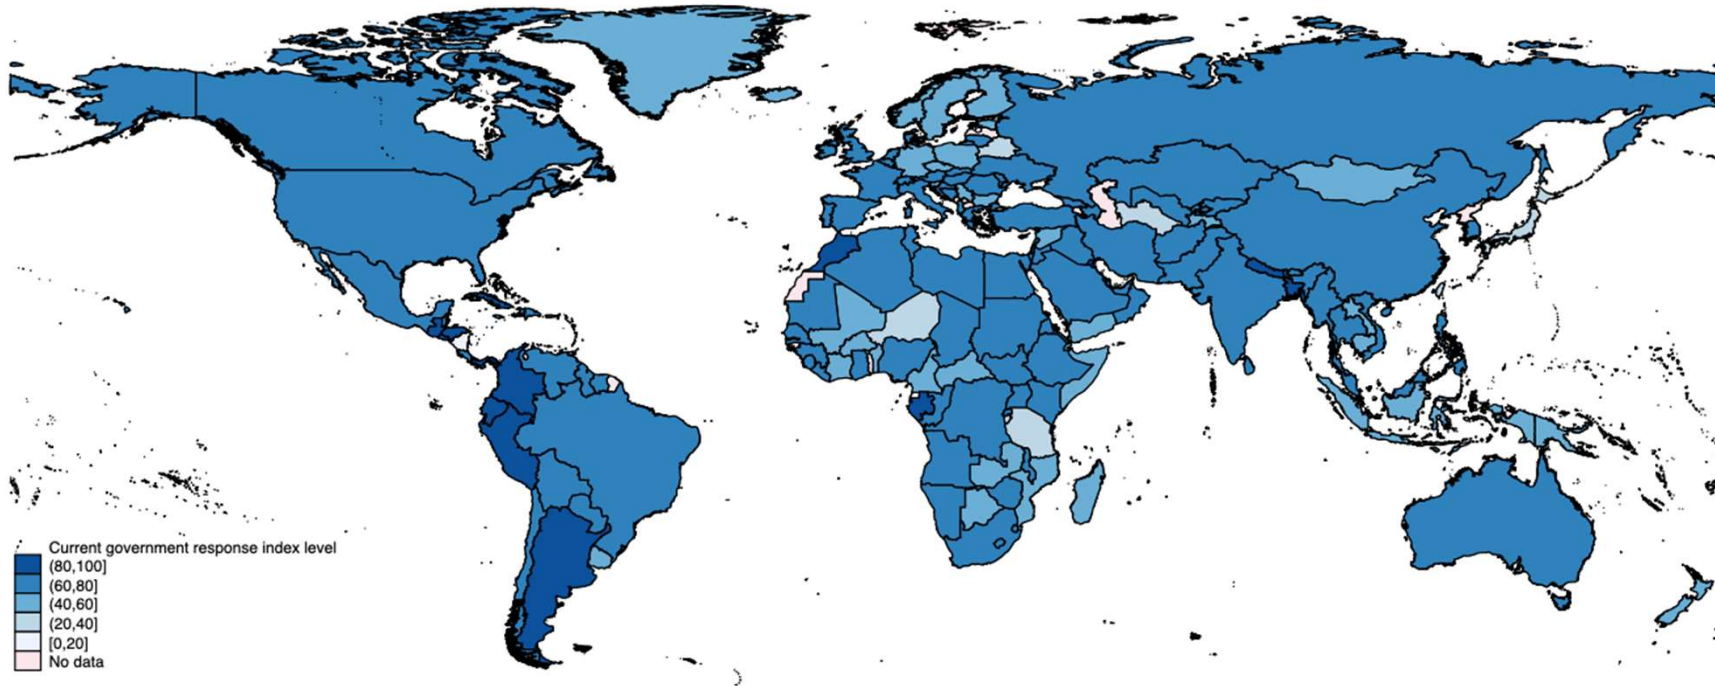 Current government response index level
(80,100]
(60,80]
(40,60]
(20,40]
[0,20]
No data